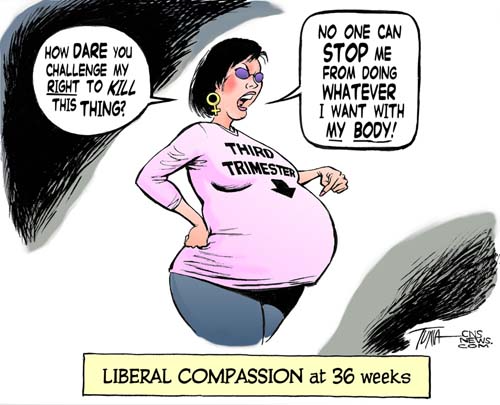 HOW DARE YOU
CHALLENGE MY
RIGHT TO KILL
THIS THING?
NO ONE CAN
STOP ME
FROM DOING
WHATEVER
I WANT WITH
MY BODY!
THIRD
TRIMESTER
TUMA
CNS
NEWS.
COM
LIBERAL COMPASSION at 36 weeks